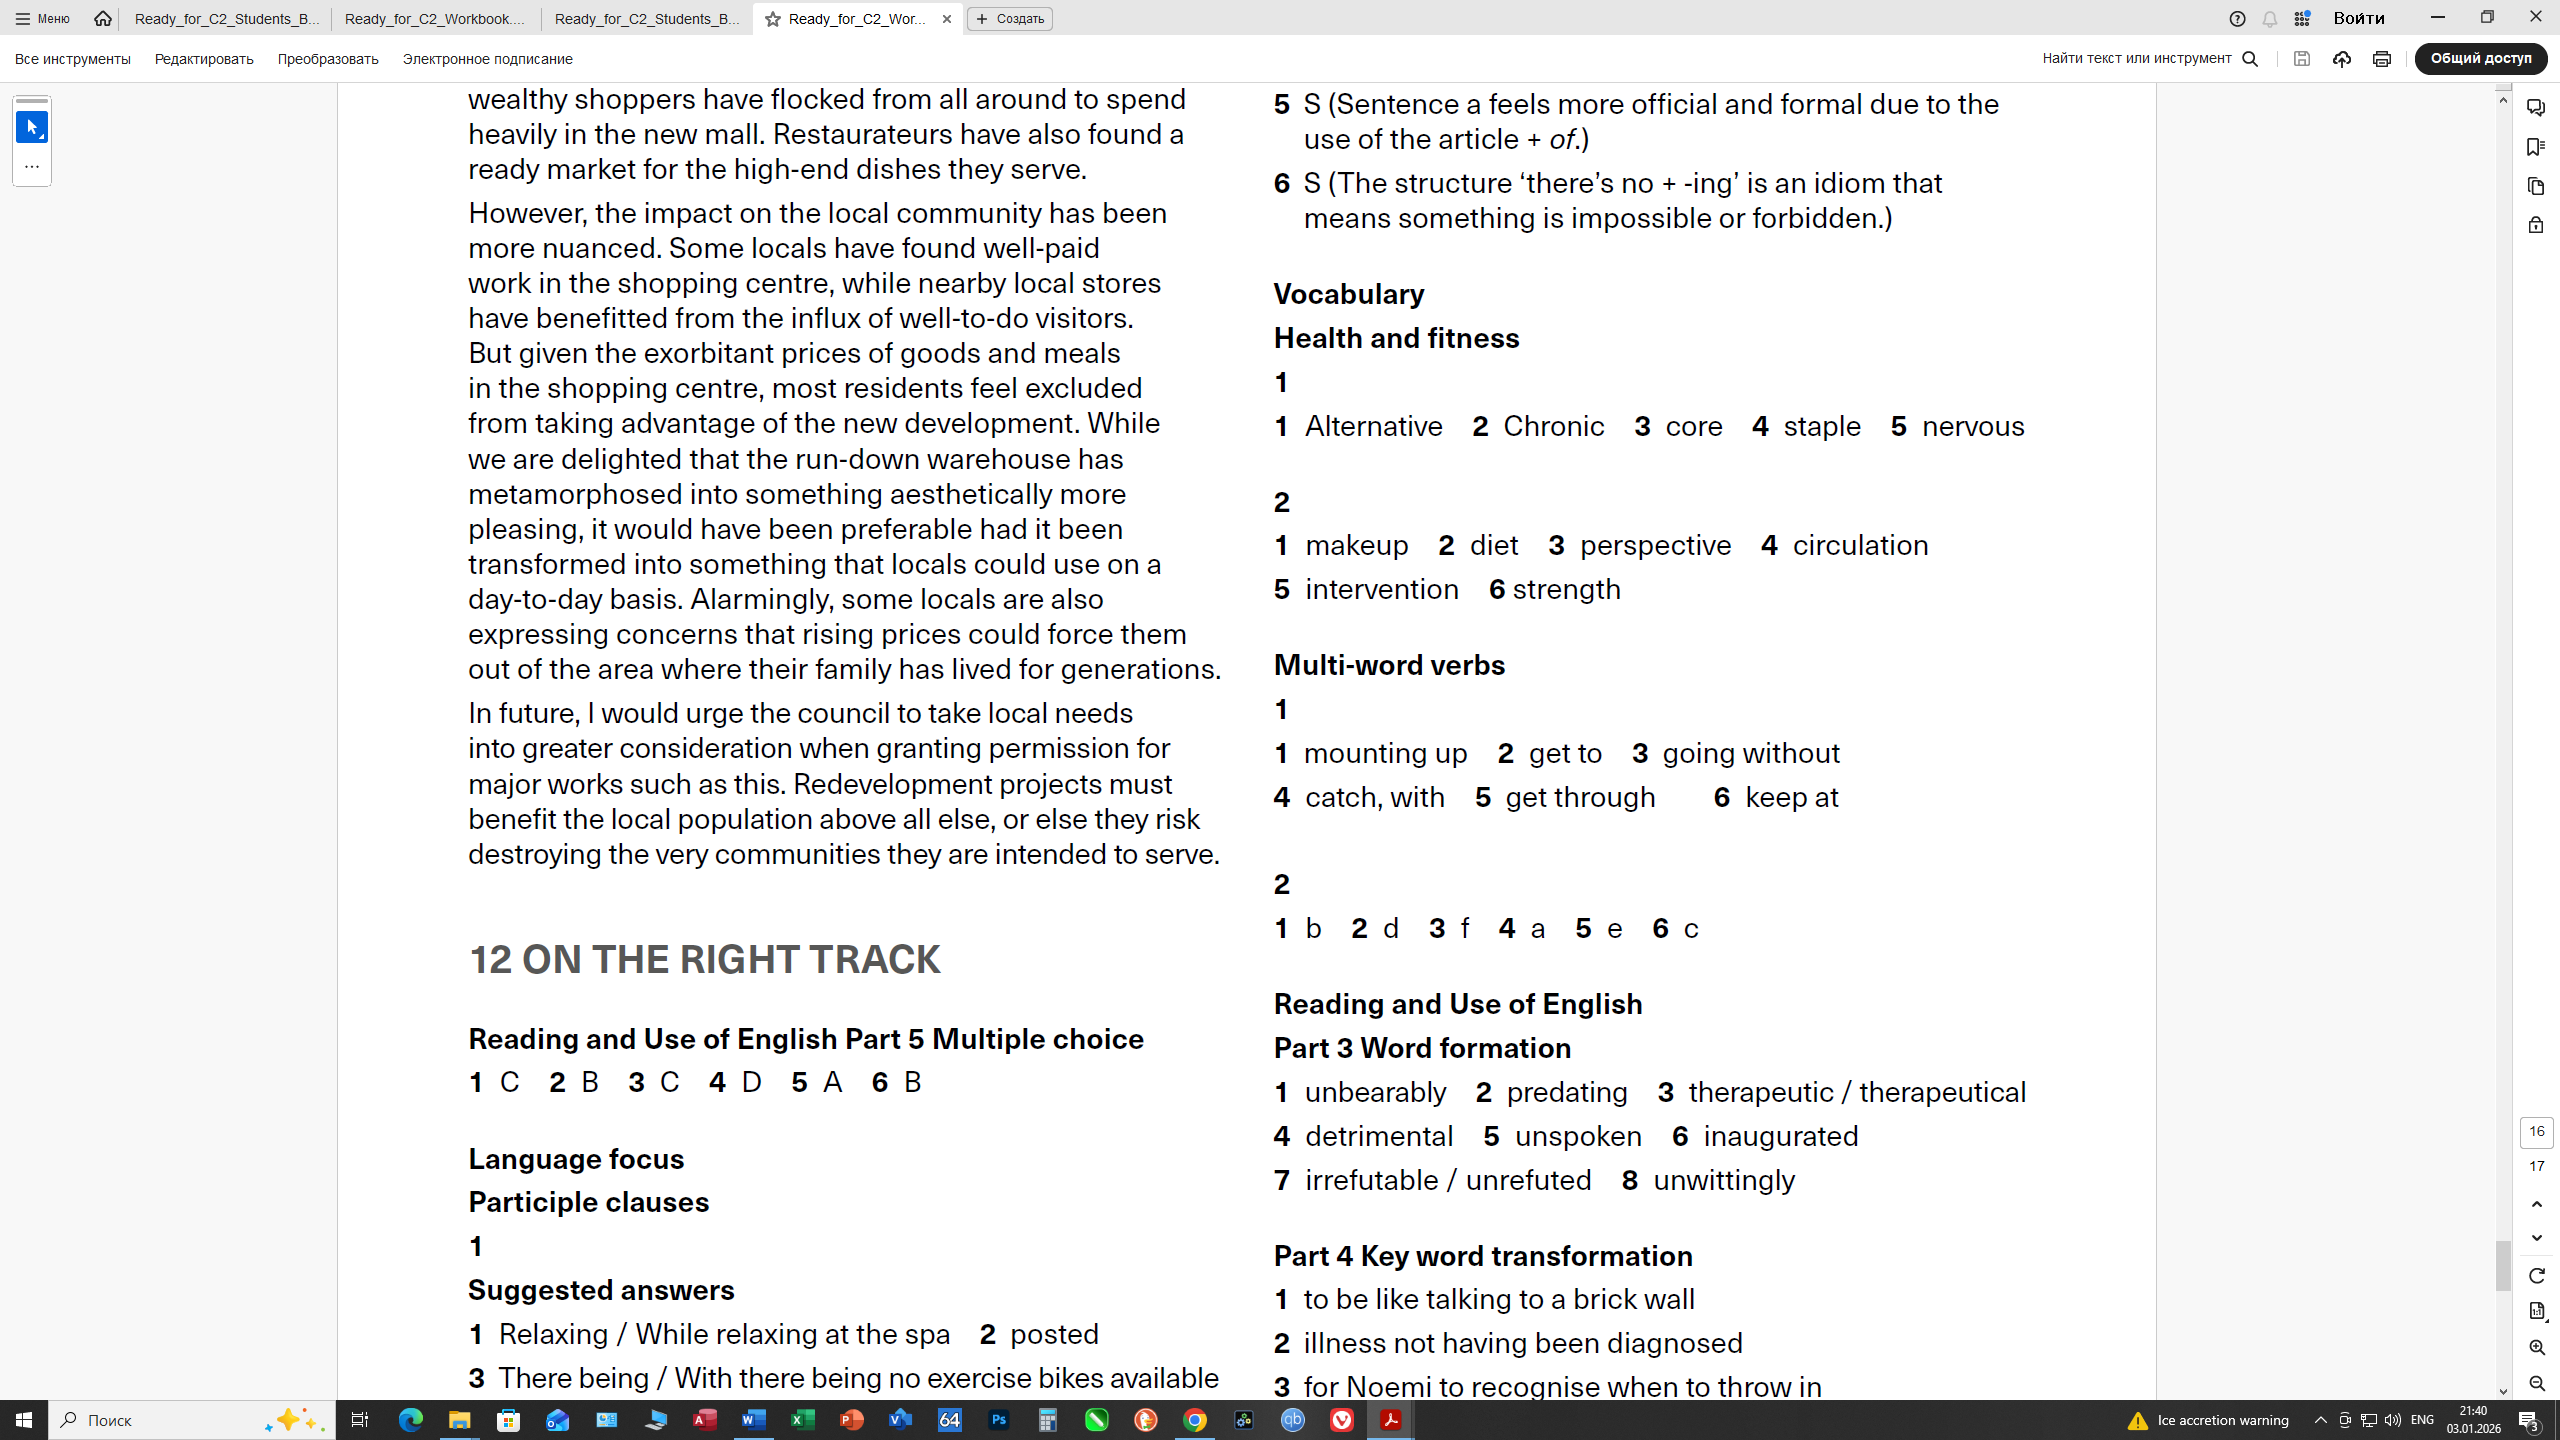 Меню
Ready_for_C2_Students_B...
Ready_for_C2_Workbook....
Ready_for_C2_Students_B...
Ready_for_C2_Wor...
Создать
Войти
Все инструменты
Редактировать
Преобразовать
Электронное подписание
Найти текст или инструмент
Общий доступ
wealthy shoppers have flocked from all around to spend
heavily in the new mall. Restaurateurs have also found a
ready market for the high-end dishes they serve.
However, the impact on the local community has been
more nuanced. Some locals have found well-paid
work in the shopping centre, while nearby local stores
have benefitted from the influx of well-to-do visitors.
But given the exorbitant prices of goods and meals
in the shopping centre, most residents feel excluded
from taking advantage of the new development. While
we are delighted that the run-down warehouse has
metamorphosed into something aesthetically more
pleasing, it would have been preferable had it been
transformed into something that locals could use on a
day-to-day basis. Alarmingly, some locals are also
expressing concerns that rising prices could force them
out of the area where their family has lived for generations.
In future, I would urge the council to take local needs
into greater consideration when granting permission for
major works such as this. Redevelopment projects must
benefit the local population above all else, or else they risk
destroying the very communities they are intended to serve.
12 ON THE RIGHT TRACK
Reading and Use of English Part 5 Multiple choice
1 C 2 B 3 C 4 D 5 A 6 B
Language focus
Participle clauses
1
Suggested answers
1 Relaxing / While relaxing at the spa 2 posted
3 There being / With there being no exercise bikes available
5 S (Sentence a feels more official and formal due to the
use of the article + of.)
6 S (The structure ‘there’s no + -ing’ is an idiom that
means something is impossible or forbidden.)
Vocabulary
Health and fitness
1
1 Alternative 2 Chronic 3 core 4 staple 5 nervous
2
1 makeup 2 diet 3 perspective 4 circulation
5 intervention 6 strength
Multi-word verbs
1
1 mounting up 2 get to 3 going without
4 catch, with 5 get through 6 keep at
2
1 b 2 d 3 f 4 a 5 e 6 c
Reading and Use of English
Part 3 Word formation
1 unbearably 2 predating 3 therapeutic / therapeutical
4 detrimental 5 unspoken 6 inaugurated
7 irrefutable / unrefuted 8 unwittingly
Part 4 Key word transformation
1 to be like talking to a brick wall
2 illness not having been diagnosed
3 for Noemi to recognise when to throw in
16
17
Поиск
64
Ps
qb
Ice accretion warning
ENG
21:40
03.01.2026
3